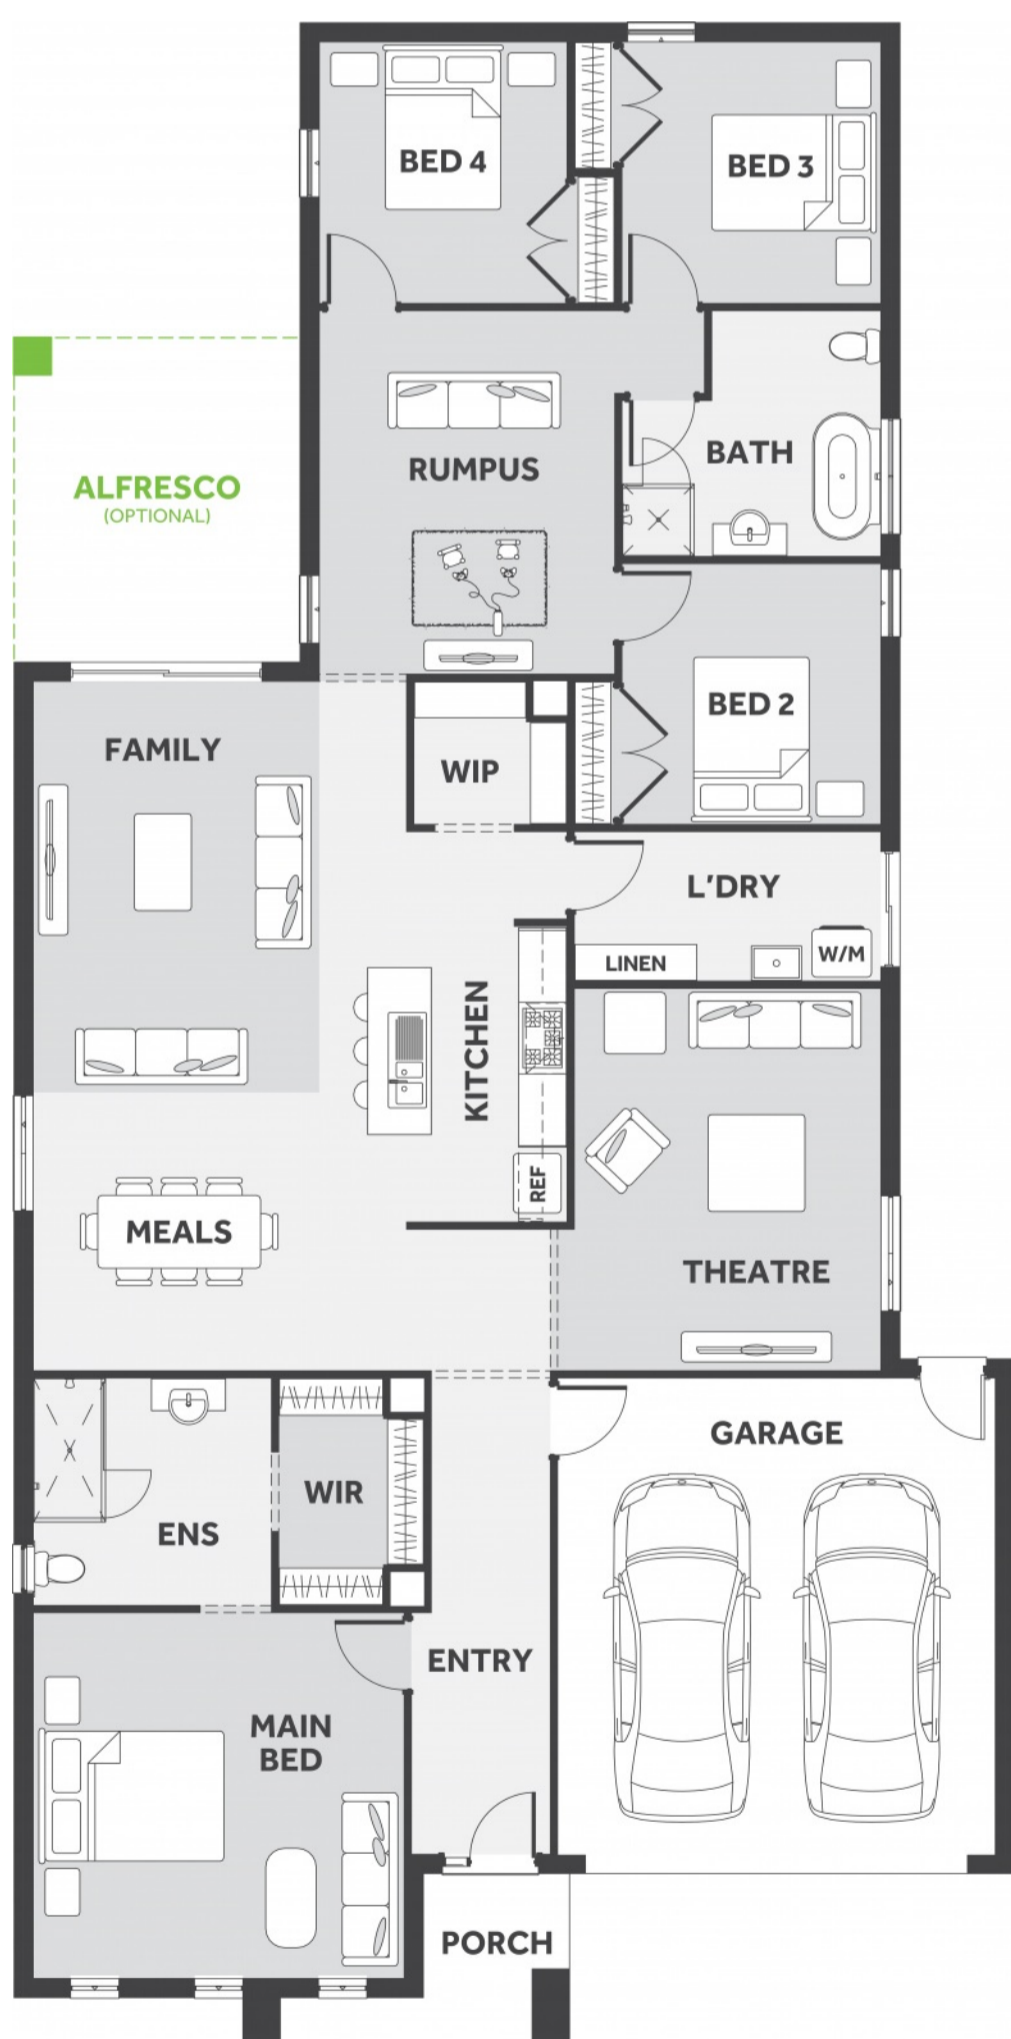 BED 4
BED 3
ALFRESCO
(OPTIONAL)
RUMPUS
BATH
BED 2
FAMILY
WIP
L'DRY
LINEN
W/M
KITCHEN
REF
MEALS
THEATRE
GARAGE
WIR
ENS
ENTRY
MAIN
BED
PORCH